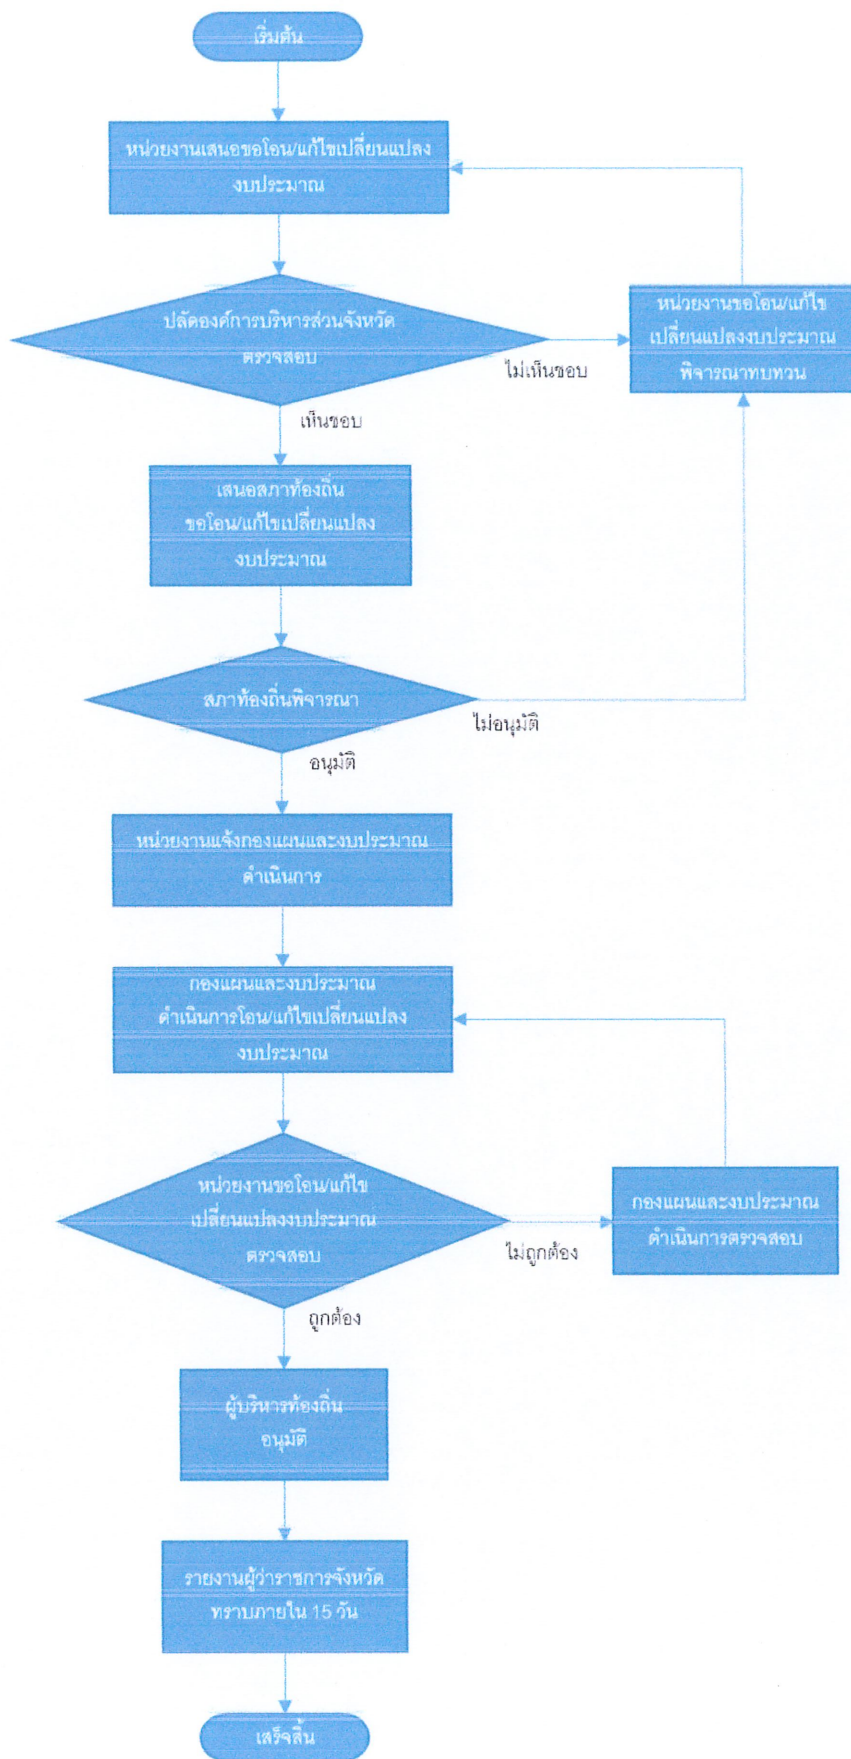 เริ่มต้น
หน่วยงานเสนอขอโอน/แก้ไขเปลี่ยนแปลง
งบประมาณ
ปลัดองค์การบริหารส่วนจังหวัด
ตรวจสอบ
ไม่เห็นชอบ
หน่วยงานขอโอน/แก้ไข
เปลี่ยนแปลงงบประมาณ
พิจารณาทบทวน
เห็นชอบ
เสนอสภาท้องถิ่น
ขอโอน/แก้ไขเปลี่ยนแปลง
งบประมาณ
สภาท้องถิ่นพิจารณา
ไม่อนุมัติ
อนุมัติ
หน่วยงานแจ้งกองแผนและงบประมาณ
ดำเนินการ
กองแผนและงบประมาณ
ดำเนินการโอน/แก้ไขเปลี่ยนแปลง
งบประมาณ
หน่วยงานขอโอน/แก้ไข
เปลี่ยนแปลงงบประมาณ
ตรวจสอบ
ไม่ถูกต้อง
กองแผนและงบประมาณ
ดำเนินการตรวจสอบ
ถูกต้อง
ผู้บริหารท้องถิ่น
อนุมัติ
รายงานผู้ว่าราชการจังหวัด
ทราบภายใน 15 วัน
เสร็จสิ้น